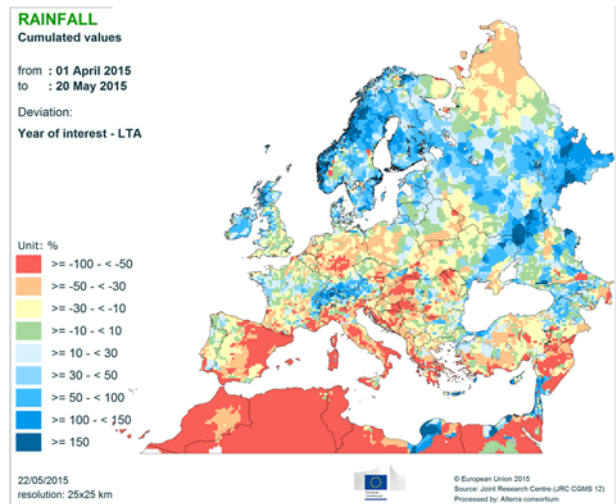 RAINFALL
Cumulated values
from : 01 April 2015
to : 20 May 2015
Deviation:
Year of interest - LTA
Unit: %
>= -100 - < -50
>= -50 - < -30
>= -30 - < -10
>= -10 - < 10
>= 10 - < 30
>= 30 - < 50
>= 50 - < 100
>= 100 - < 150
>= 150
22/05/2015
resolution: 25x25 km
© European Union 2015
Source: Joint Research Centre (JRC CGMS 12)
Processed by: Alterra consortium